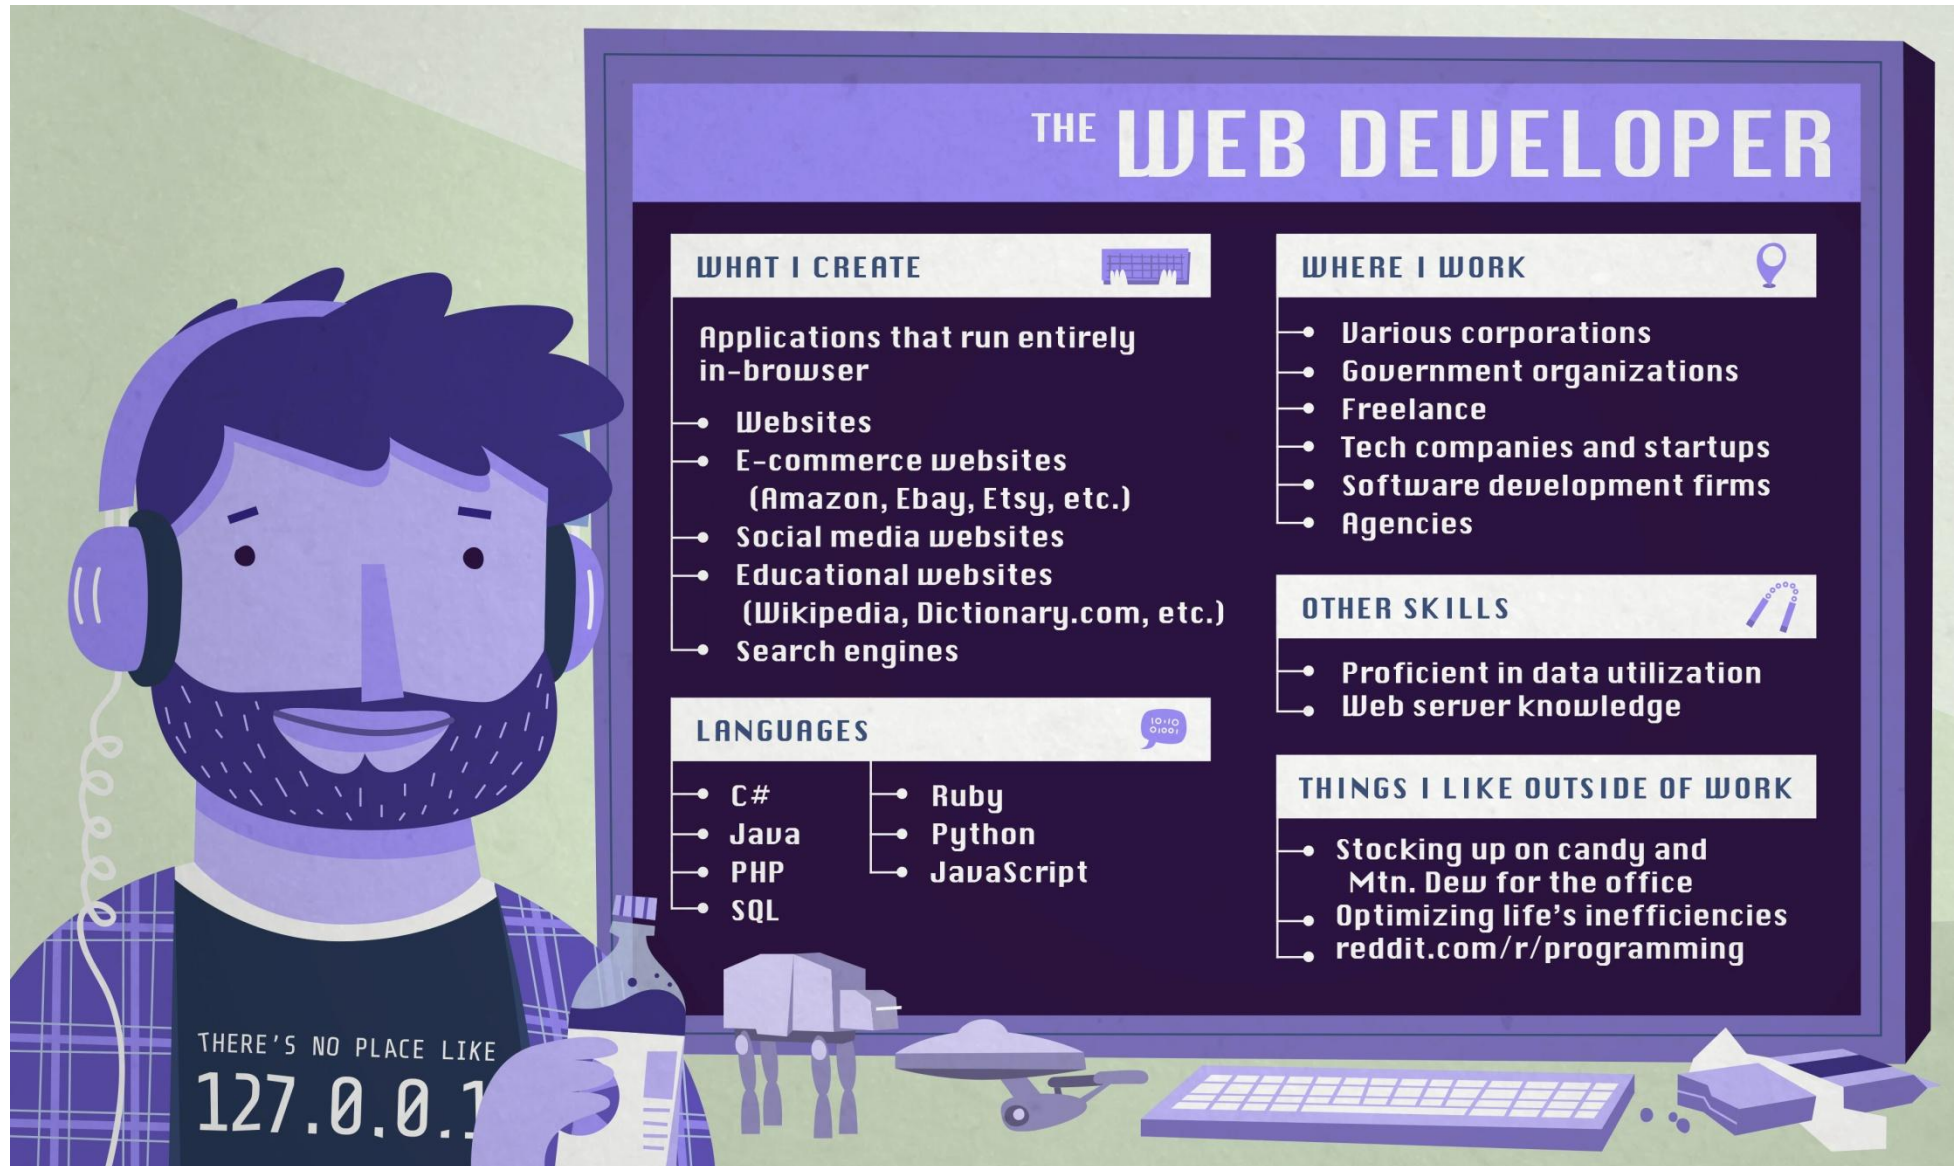 THE WEB DEVELOPER
WHAT I CREATE
Applications that run entirely
in-browser
Websites
E-commerce websites
(Amazon, Ebay, Etsy, etc.)
Social media websites
Educational websites
(Wikipedia, Dictionary.com, etc.)
Search engines
LANGUAGES
10110
01001
C#
Java
PHP
SQL
Ruby
Python
JavaScript
WHERE I WORK
Various corporations
Government organizations
Freelance
Tech companies and startups
Software development firms
Agencies
OTHER SKILLS
Proficient in data utilization
Web server knowledge
THINGS I LIKE OUTSIDE OF WORK
Stocking up on candy and
Mtn. Dew for the office
Optimizing life's inefficiencies
reddit.com/r/programming
THERE'S NO PLACE LIKE
127.0.0.1